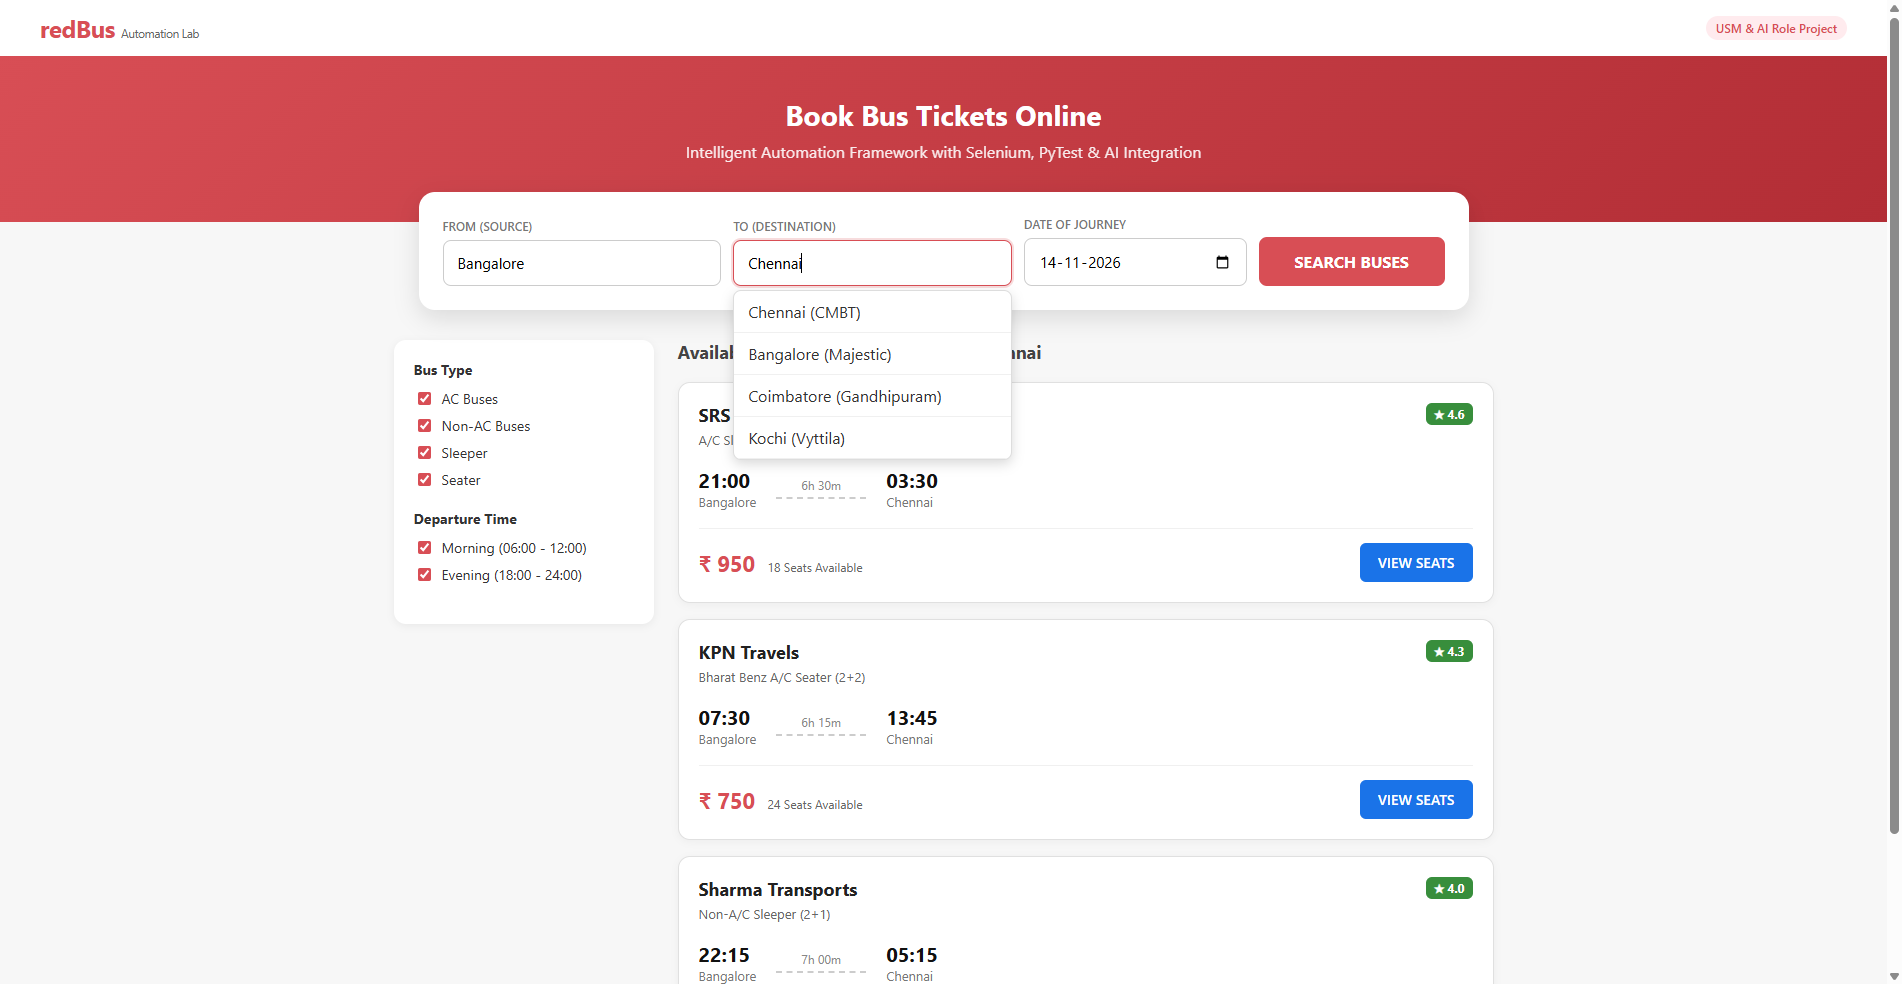 redBus Automation Lab
USM & AI Role Project
Book Bus Tickets Online
Intelligent Automation Framework with Selenium, PyTest & AI Integration
FROM (SOURCE)
Bangalore
TO (DESTINATION)
Chennai
DATE OF JOURNEY
14-11-2026
SEARCH BUSES
Chennai (CMBT)
Bangalore (Majestic)
Coimbatore (Gandhipuram)
Kochi (Vyttila)
Bus Type
AC Buses
Non-AC Buses
Sleeper
Seater
Departure Time
Morning (06:00 - 12:00)
Evening (18:00 - 24:00)
SRS
★ 4.6
A/C
21:00
6h 30m
03:30
Bangalore
Chennai
₹ 950
18 Seats Available
VIEW SEATS
KPN Travels
★ 4.3
Bharat Benz A/C Seater (2+2)
07:30
6h 15m
13:45
Bangalore
Chennai
₹ 750
24 Seats Available
VIEW SEATS
Sharma Transports
★ 4.0
Non-A/C Sleeper (2+1)
22:15
7h 00m
05:15
Bangalore
Chennai